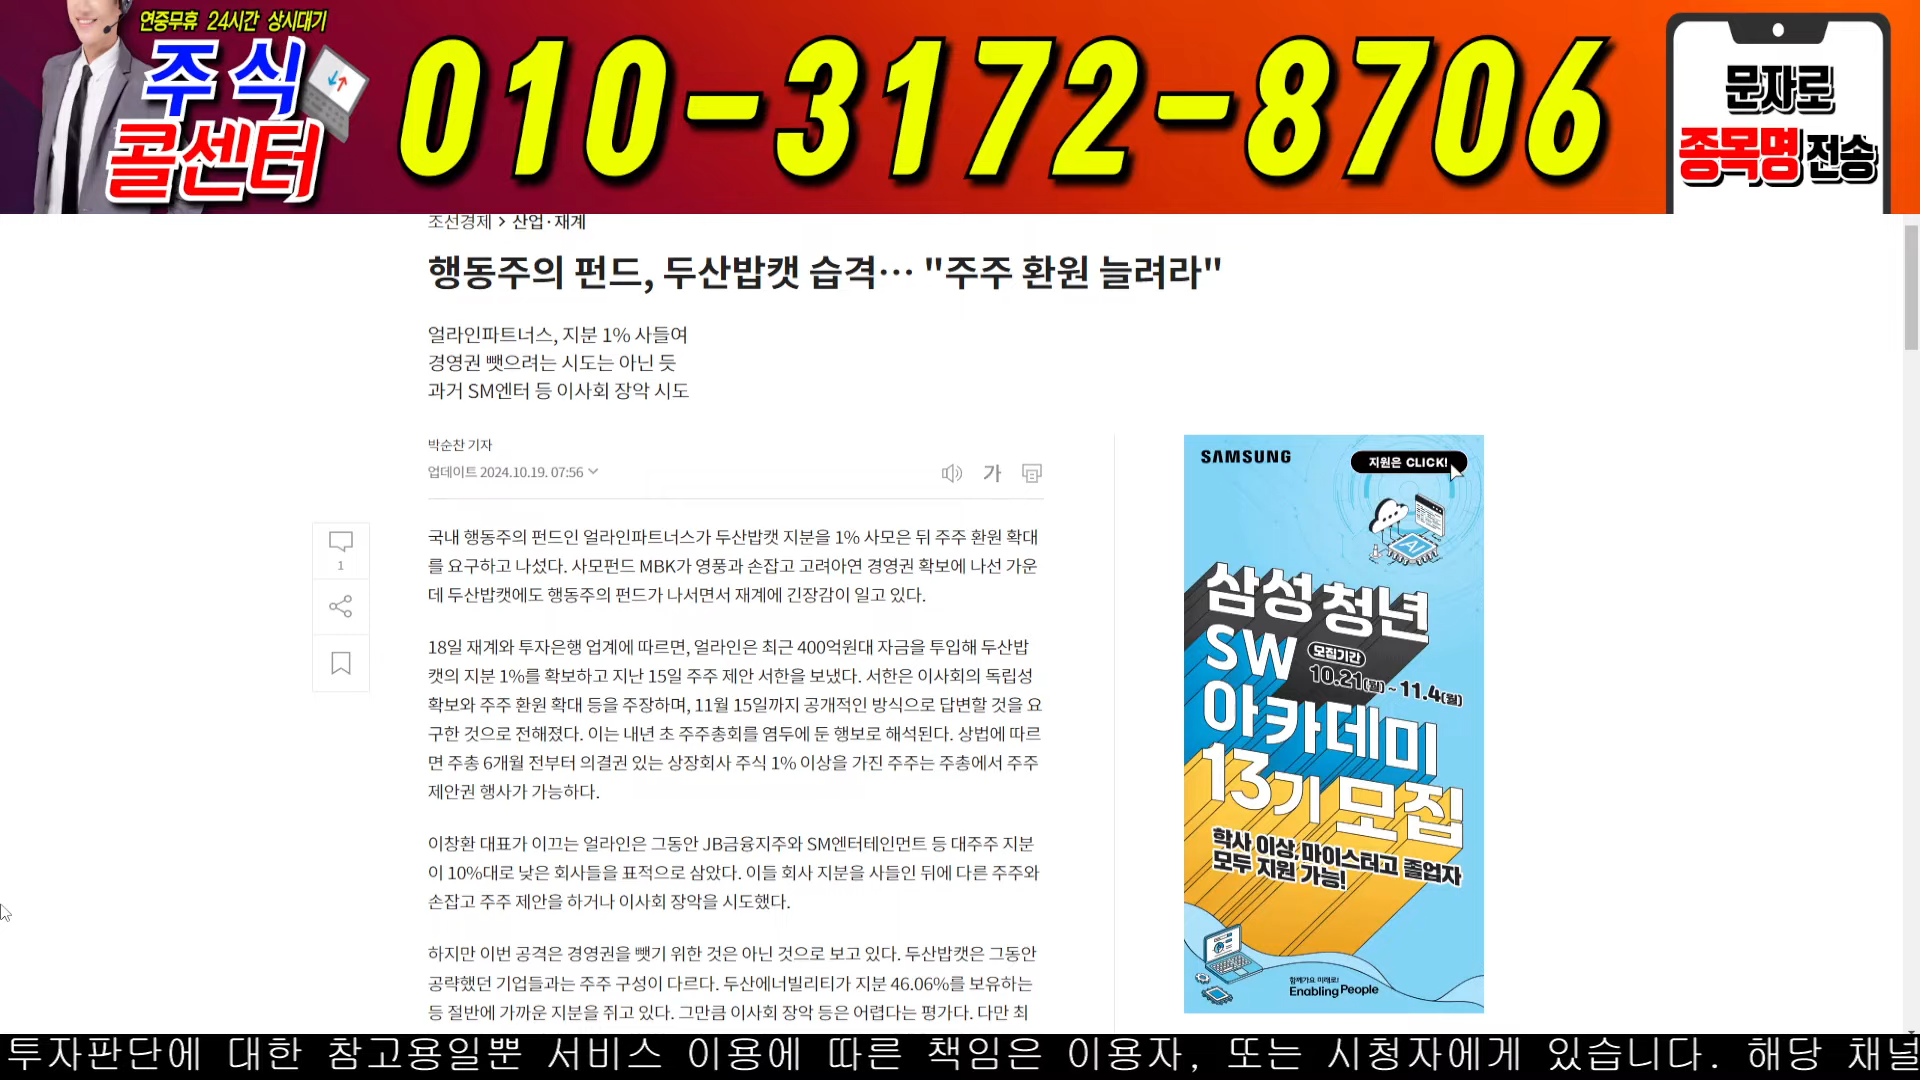 연중무휴 24시간 상시대기
주식
콜센터
010-3172-8706
문자로
종목명 전송
조선경제 > 산업·재계
행동주의 펀드, 두산밥캣 습격… "주주 환원 늘려라"
얼라인파트너스, 지분 1% 사들여
경영권 뺏으려는 시도는 아닌 듯
과거 SM엔터 등 이사회 장악 시도
박순찬 기자
업데이트 2024.10.19. 07:56
가
1
국내 행동주의 펀드인 얼라인파트너스가 두산밥캣 지분을 1% 사모은 뒤 주주 환원 확대
를 요구하고 나섰다. 사모펀드 MBK가 영풍과 손잡고 고려아연 경영권 확보에 나선 가운
데 두산밥캣에도 행동주의 펀드가 나서면서 재계에 긴장감이 일고 있다.
18일 재계와 투자은행 업계에 따르면, 얼라인은 최근 400억원대 자금을 투입해 두산밥
캣의 지분 1%를 확보하고 지난 15일 주주 제안 서한을 보냈다. 서한은 이사회의 독립성
확보와 주주 환원 확대 등을 주장하며, 11월 15일까지 공개적인 방식으로 답변할 것을 요
구한 것으로 전해졌다. 이는 내년 초 주주총회를 염두에 둔 행보로 해석된다. 상법에 따르
면 주총 6개월 전부터 의결권 있는 상장회사 주식 1% 이상을 가진 주주는 주총에서 주주
제안권 행사가 가능하다.
이창환 대표가 이끄는 얼라인은 그동안 JB금융지주와 SM엔터테인먼트 등 대주주 지분
이 10%대로 낮은 회사들을 표적으로 삼았다. 이들 회사 지분을 사들인 뒤에 다른 주주와
손잡고 주주 제안을 하거나 이사회 장악을 시도했다.
하지만 이번 공격은 경영권을 뺏기 위한 것은 아닌 것으로 보고 있다. 두산밥캣은 그동안
공략했던 기업들과는 주주 구성이 다르다. 두산에너빌리티가 지분 46.06%를 보유하는
등 절반에 가까운 지분을 쥐고 있다. 그만큼 이사회 장악 등은 어렵다는 평가다. 다만 최
SAMSUNG
지원은 CLICK!
AI
삼성 청년
SW
모집기간
10.21(월) ~ 11.4(월)
아카데미
13기 모집
학사 이상, 마이스터고 졸업자
모두 지원 가능!
함께가요 미래로!
Enabling People
투자판단에 대한 참고용일뿐 서비스 이용에 따른 책임은 이용자, 또는 시청자에게 있습니다. 해당 채널